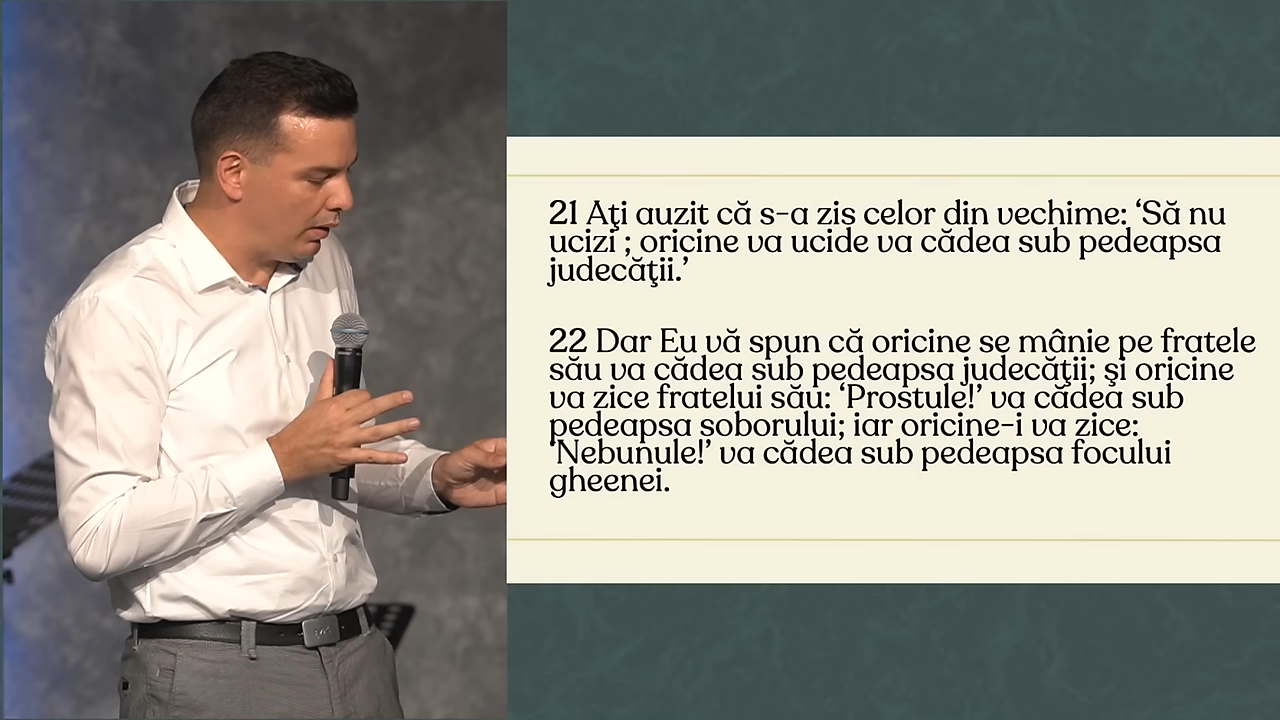 21 Aţi auzit că s-a zis celor din vechime: ‘Să nu
ucizi ; oricine va ucide va cădea sub pedeapsa
judecăţii.’
22 Dar Eu vă spun că oricine se mânie pe fratele
său va cădea sub pedeapsa judecăţii; şi oricine
va zice fratelui său: ‘Prostule!’ va cădea sub
pedeapsa soborului; iar oricine-i va zice:
‘Nebunule!’ va cădea sub pedeapsa focului
gheenei.